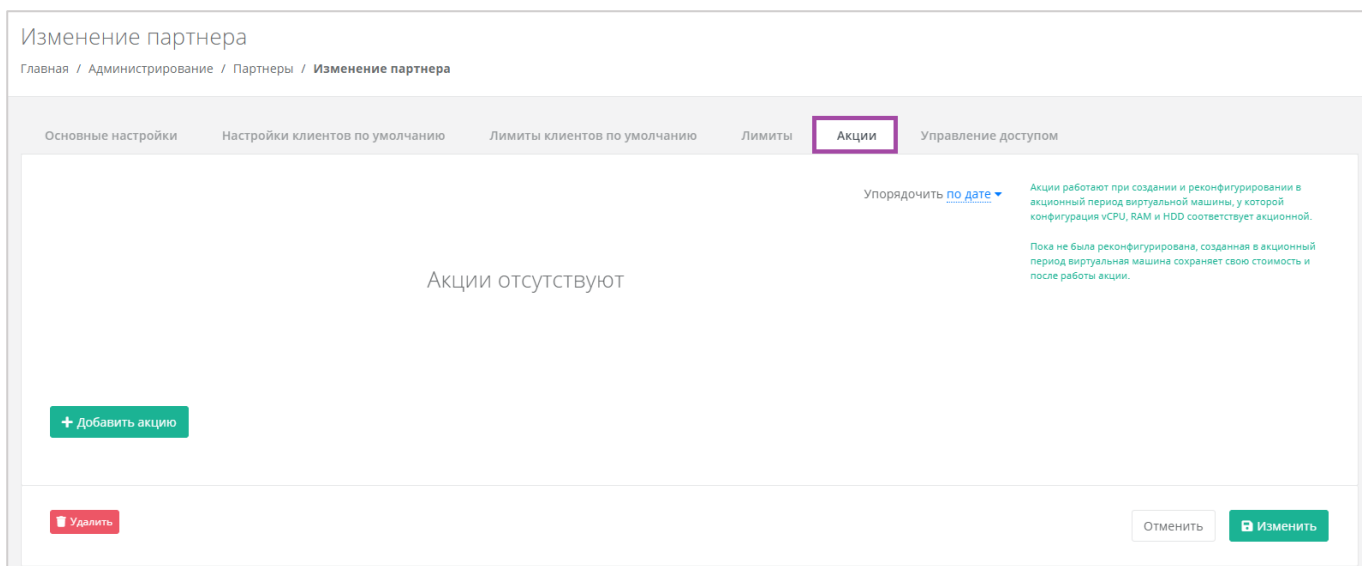 Изменение партнера
Главная / Администрирование / Партнеры / Изменение партнера
Основные настройки Настройки клиентов по умолчанию Лимиты клиентов по умолчанию Лимиты Акции Управление доступом
Упорядочить по дате
Акции работают при создании и реконфигурировании в
акционный период виртуальной машины, у которой
конфигурация vCPU, RAM и HDD соответствует акционной.
Пока не была реконфигурирована, созданная в акционный
период виртуальная машина сохраняет свою стоимость и
после работы акции.
Акции отсутствуют
+ Добавить акцию
Удалить
Отменить
Изменить